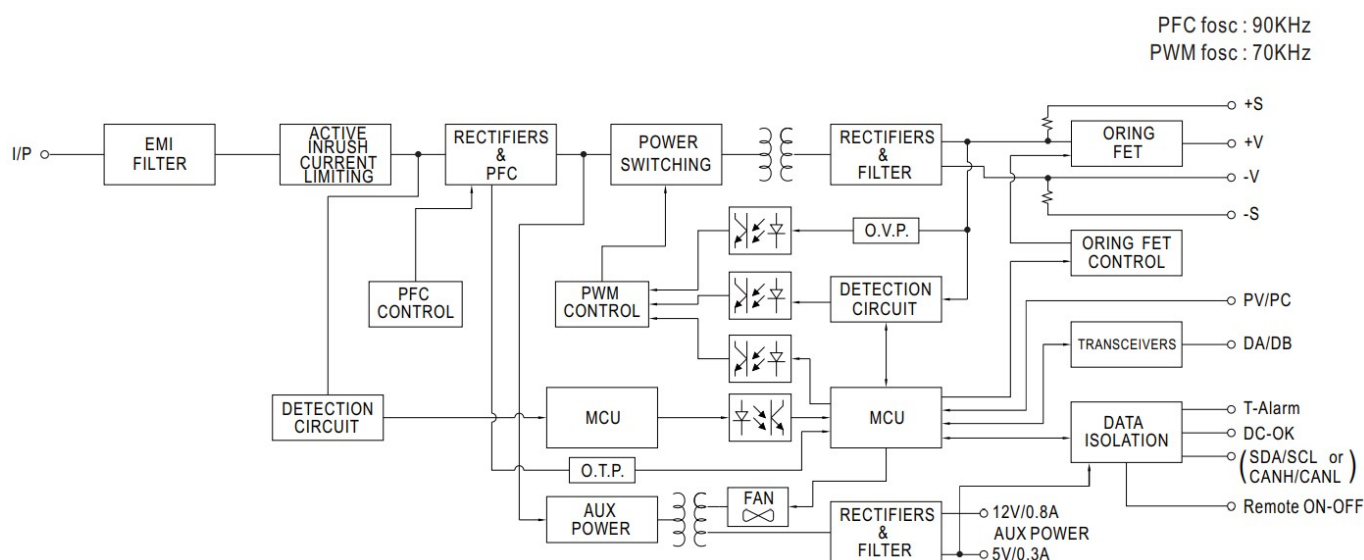 PFC fosc : 90KHz
PWM fosc : 70KHz
I/P
EMI
FILTER
ACTIVE
INRUSH
CURRENT
LIMITING
RECTIFIERS
&
PFC
POWER
SWITCHING
RECTIFIERS
&
FILTER
ORING
FET
+S
+V
-V
-S
O.V.P.
ORING FET
CONTROL
PFC
CONTROL
PWM
CONTROL
DETECTION
CIRCUIT
PV/PC
TRANSCEIVERS
DA/DB
DETECTION
CIRCUIT
MCU
MCU
DATA
ISOLATION
T-Alarm
DC-OK
(SDA/SCL or
CANH/CANL)
Remote ON-OFF
O.T.P.
AUX
POWER
FAN
RECTIFIERS
&
FILTER
12V/0.8A
AUX POWER
5V/0.3A